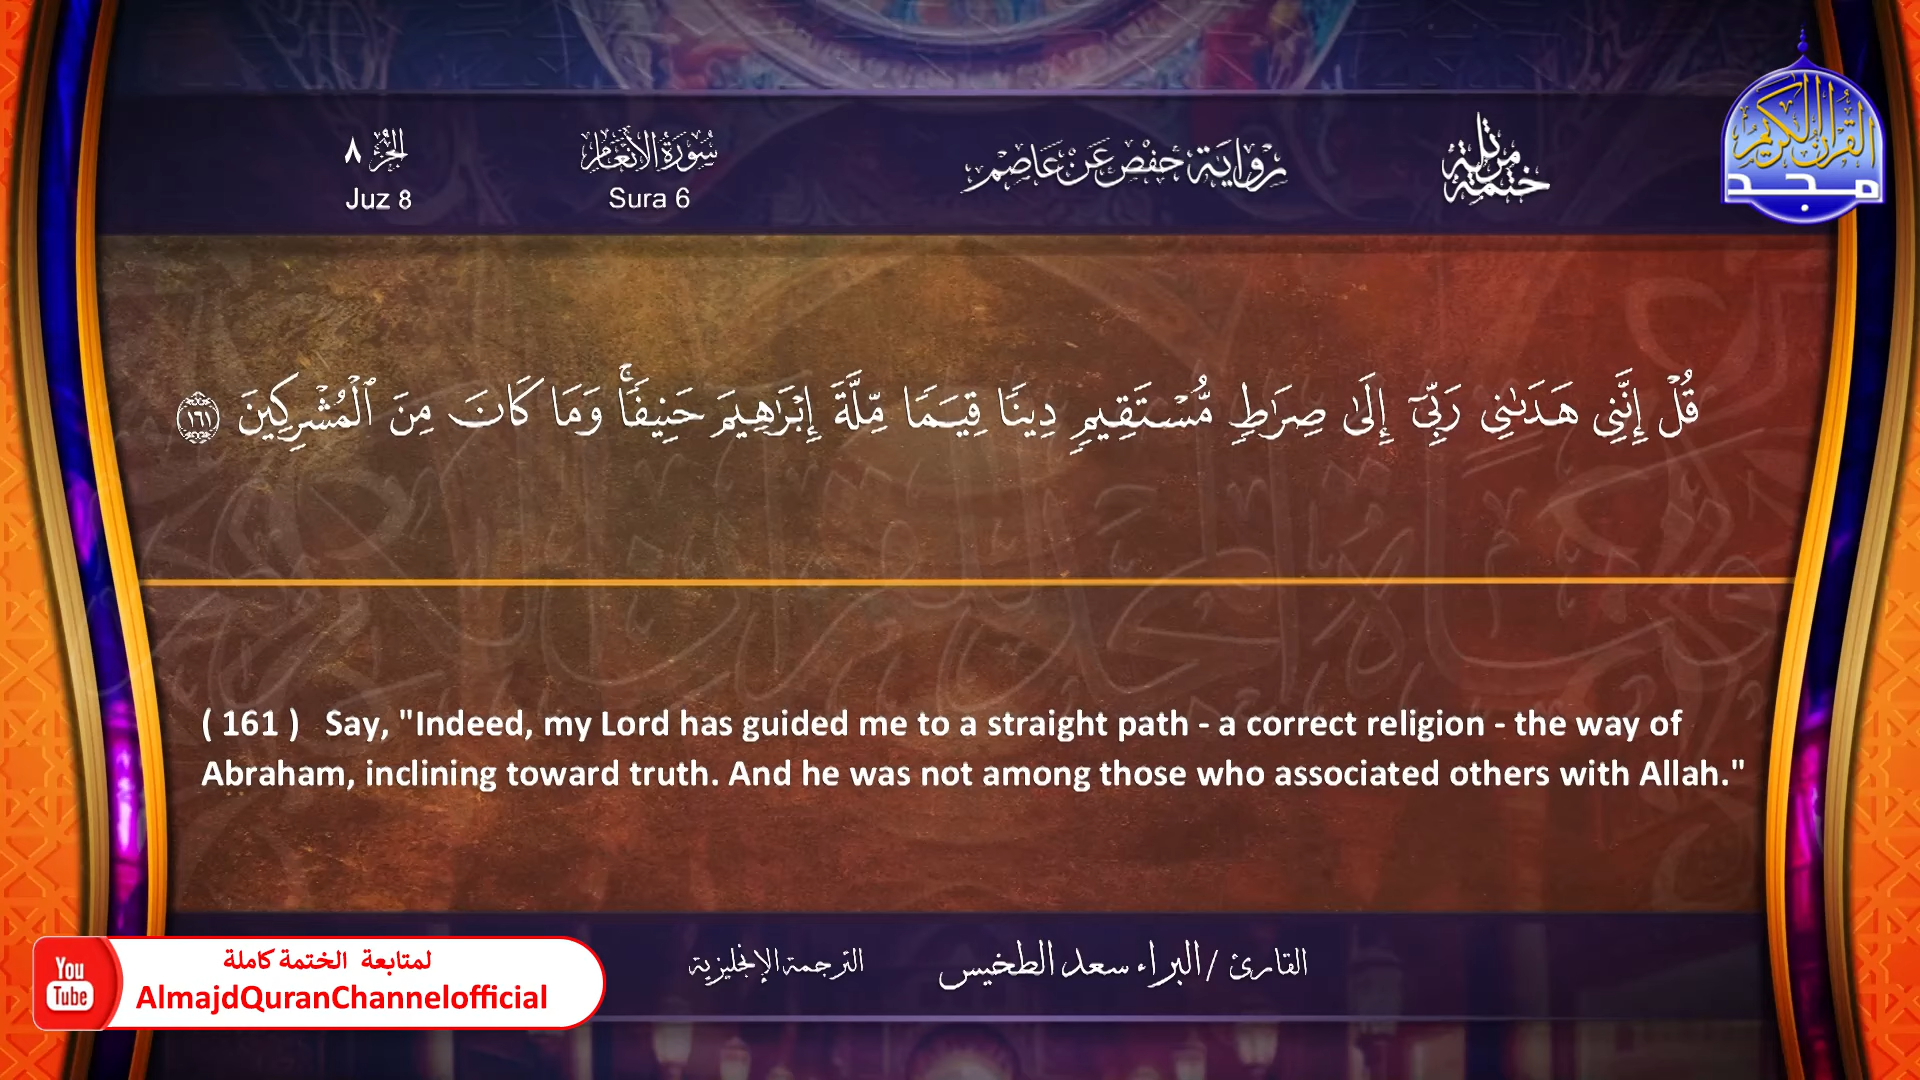 القرآن الكريم
مجد
ختمة مرتلة
رواية حفص عن عاصم
سُورَةُ الأَنْعَامِ
Sura 6
الجزء ٨
Juz 8
قُلْ إِنَّنِى هَدَىٰنِى رَبِّىٓ إِلَىٰ صِرَٰطٍ مُّسْتَقِيمٍ دِينًا قِيَمًا مِّلَّةَ إِبْرَٰهِيمَ حَنِيفًا ۚ وَمَا كَانَ مِنَ ٱلْمُشْرِكِينَ ١٦١
( 161 ) Say, "Indeed, my Lord has guided me to a straight path - a correct religion - the way of
Abraham, inclining toward truth. And he was not among those who associated others with Allah."
القارئ / البراء سعد الطخيس
الترجمة الإنجليزية
You
Tube
لمتابعة الختمة كاملة
AlmajdQuranChannelofficial